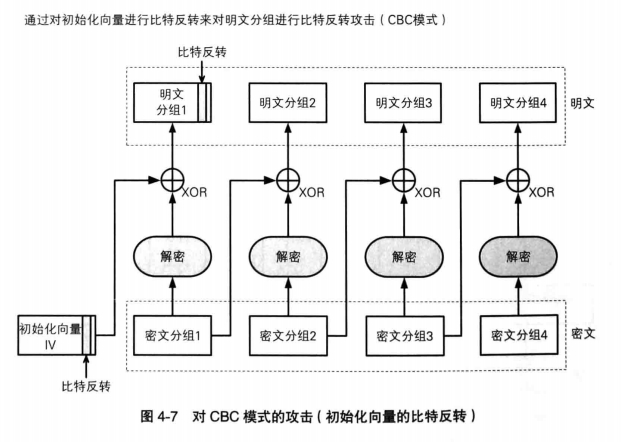 通过对初始化向量进行比特反转来对明文分组进行比特反转攻击（CBC模式）
比特反转
明文
分组1
明文分组2
明文分组3
明文分组4
明文
XOR
XOR
XOR
XOR
解密
解密
解密
解密
初始化向量
IV
密文分组1
密文分组2
密文分组3
密文分组4
密文
比特反转
图 4-7 对 CBC 模式的攻击（初始化向量的比特反转）